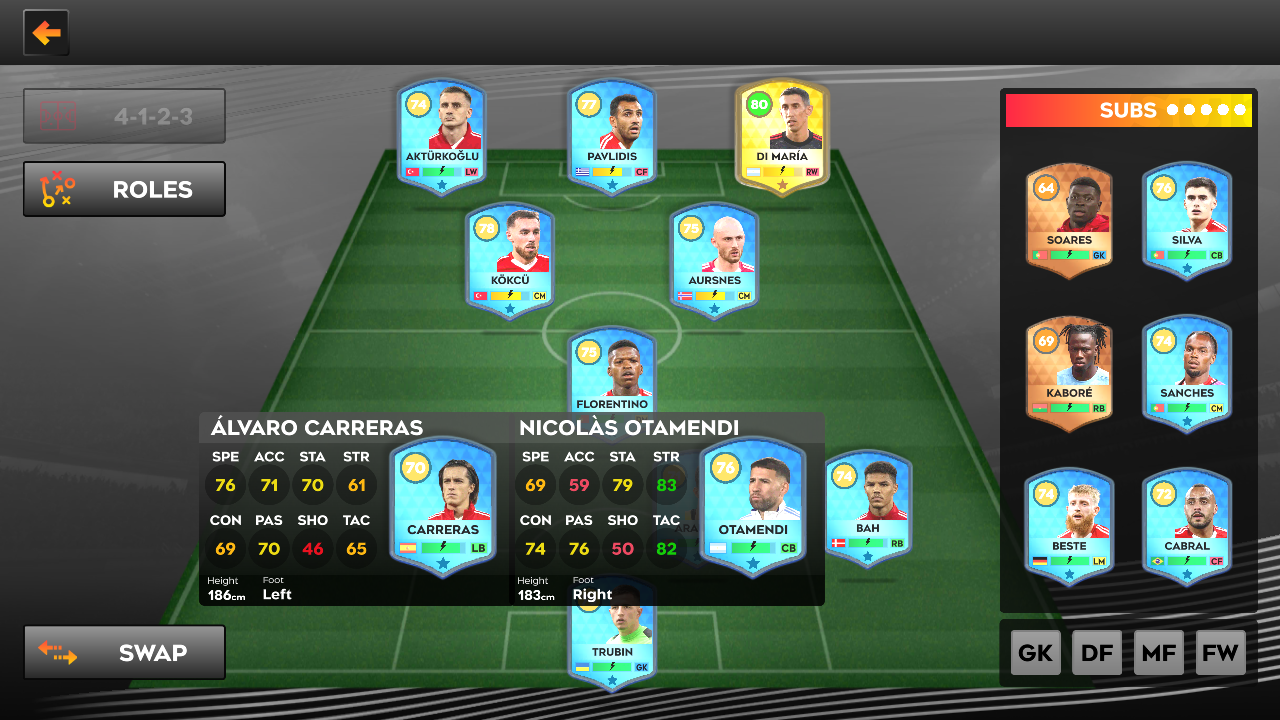 4-1-2-3
ROLES
SUBS
74
AKTÜRKOĞLU
LW
77
PAVLIDIS
CF
80
DI MARÍA
RW
78
KÖKCÜ
CM
75
AURSNES
CM
75
FLORENTINO
64
SOARES
GK
76
SILVA
CB
69
KABORÉ
RB
74
SANCHES
CM
74
BESTE
LM
72
CABRAL
CF
ÁLVARO CARRERAS
SPE ACC STA STR
76 71 70 61
CON PAS SHO TAC
69 70 46 65
Height Foot
186cm Left
70
CARRERAS
LB
NICOLÀS OTAMENDI
SPE ACC STA STR
69 59 79 83
CON PAS SHO TAC
74 76 50 82
Height Foot
183cm Right
76
OTAMENDI
CB
74
BAH
RB
TRUBIN
GK
SWAP
GK DF MF FW